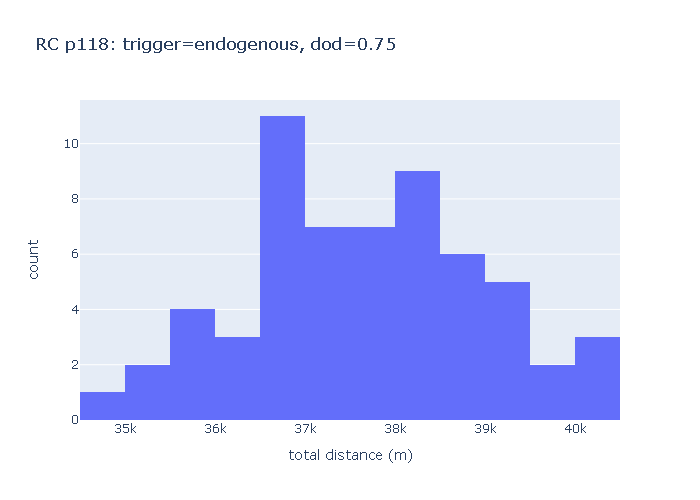 RC p118: trigger=endogenous, dod=0.75
10
8
6
4
2
0
count
35k 36k 37k 38k 39k 40k
total distance (m)